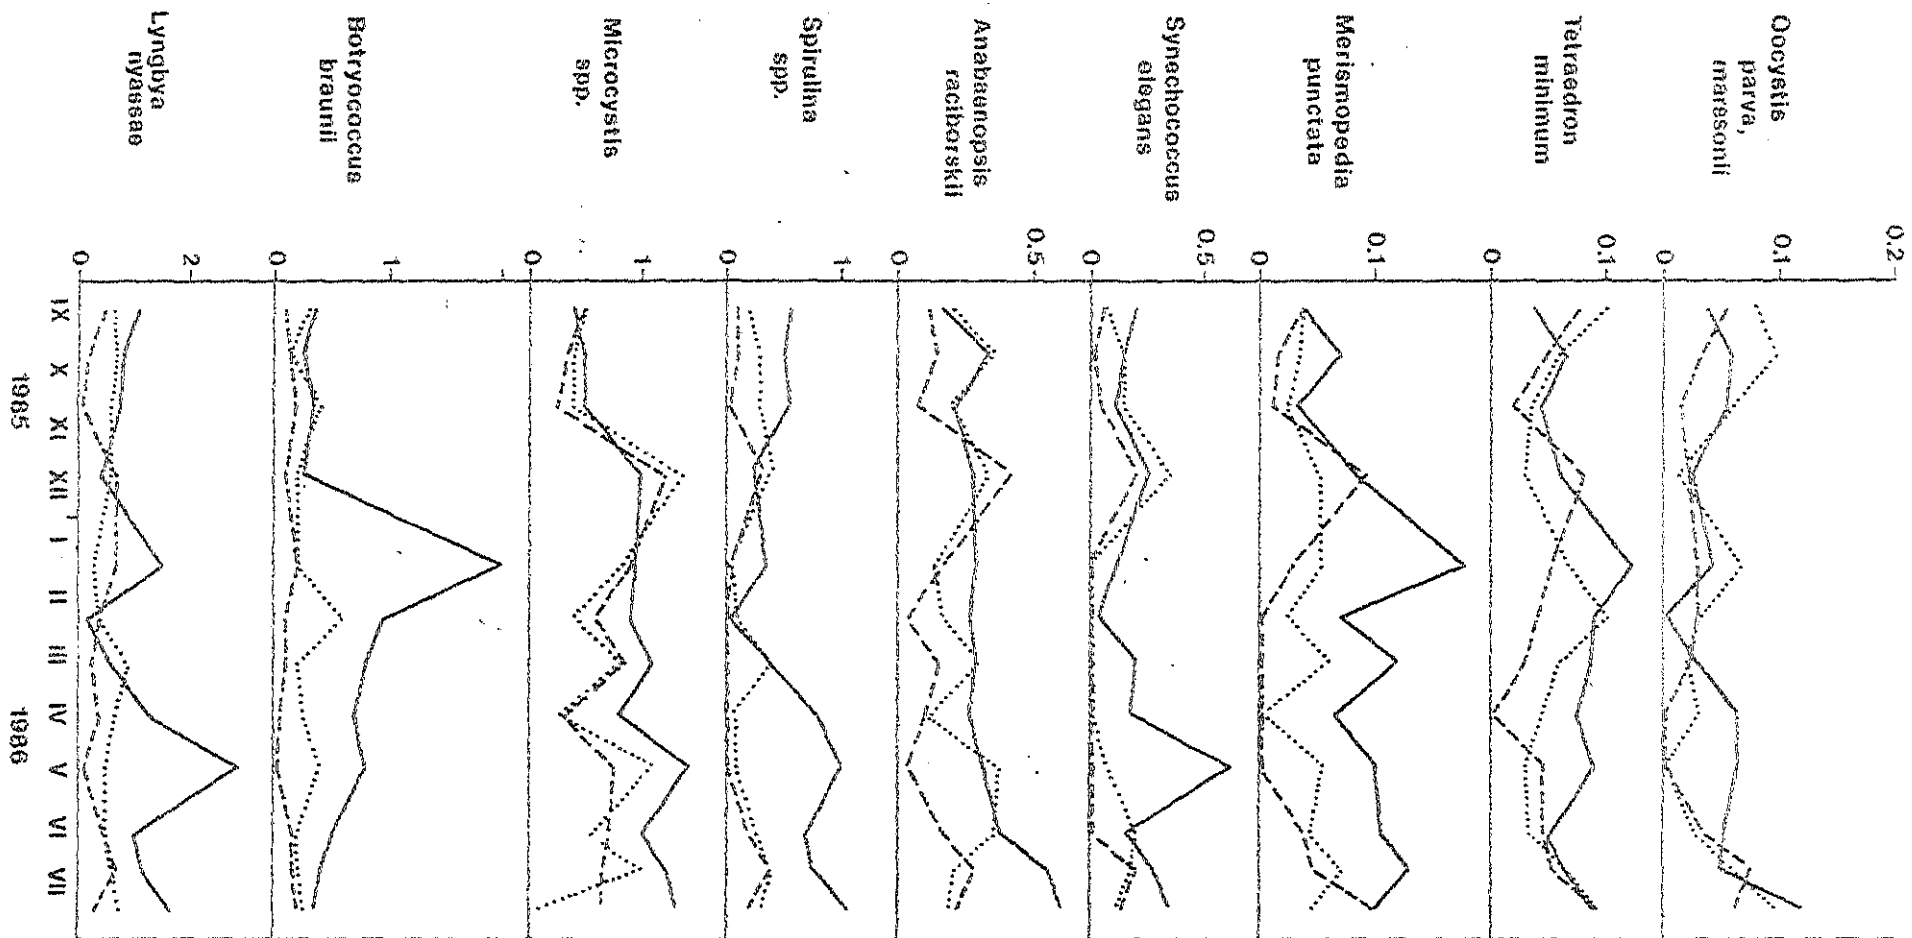 0.2
Oocystis
parva,
maresonii
0.1
0
Tetraedron
minimum
0.1
0
Merismopedia
punctata
0.1
0
Synechococcus
elegans
0.5
0
Anabaenopsis
raciborskii
0.5
0
Spirulina
spp.
1
0
Microcystis
spp.
1
0
Botryococcus
braunii
1
0
Lyngbya
nyassae
2
0
IX X XI XII I II III IV V VI VII
1985 1986